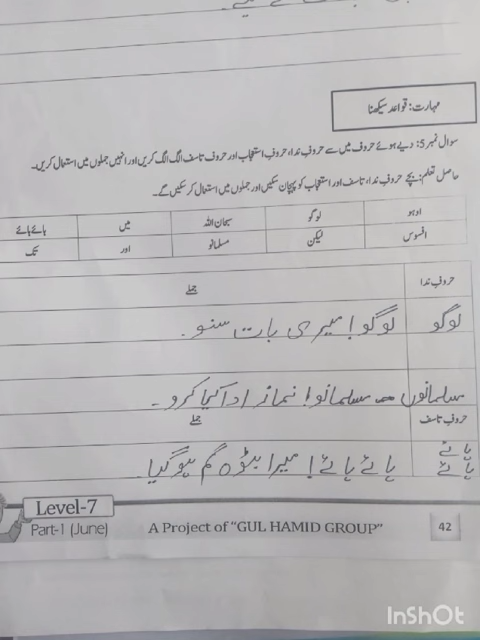 مہارت: قواعد سیکھنا
سوال نمبر 5: دیے ہوئے حروف میں سے حروفِ ندا، حروفِ استعجاب اور حروف تاسف الگ الگ کریں اور انہیں جملوں میں استعمال کریں۔
حاصلِ تعلم: بچے حروفِ ندا، تاسف اور استعجاب کو پہچان سکیں اور جملوں میں استعمال کر سکیں گے۔
اوہو لوگو سبحان اللہ میں ہائے ہائے
افسوس لیکن مسلمانو اور تک
حروفِ ندا جملے
لوگو لوگو! میری بات سنو۔
مسلمانوں مسلمانو! نماز ادا کیا کرو۔
حروفِ تاسف جملے
ہائے ہائے ہائے ہائے! میرا بٹوہ گم ہو گیا
Level-7
Part-1 (June)
A Project of "GUL HAMID GROUP"
42
InShOt